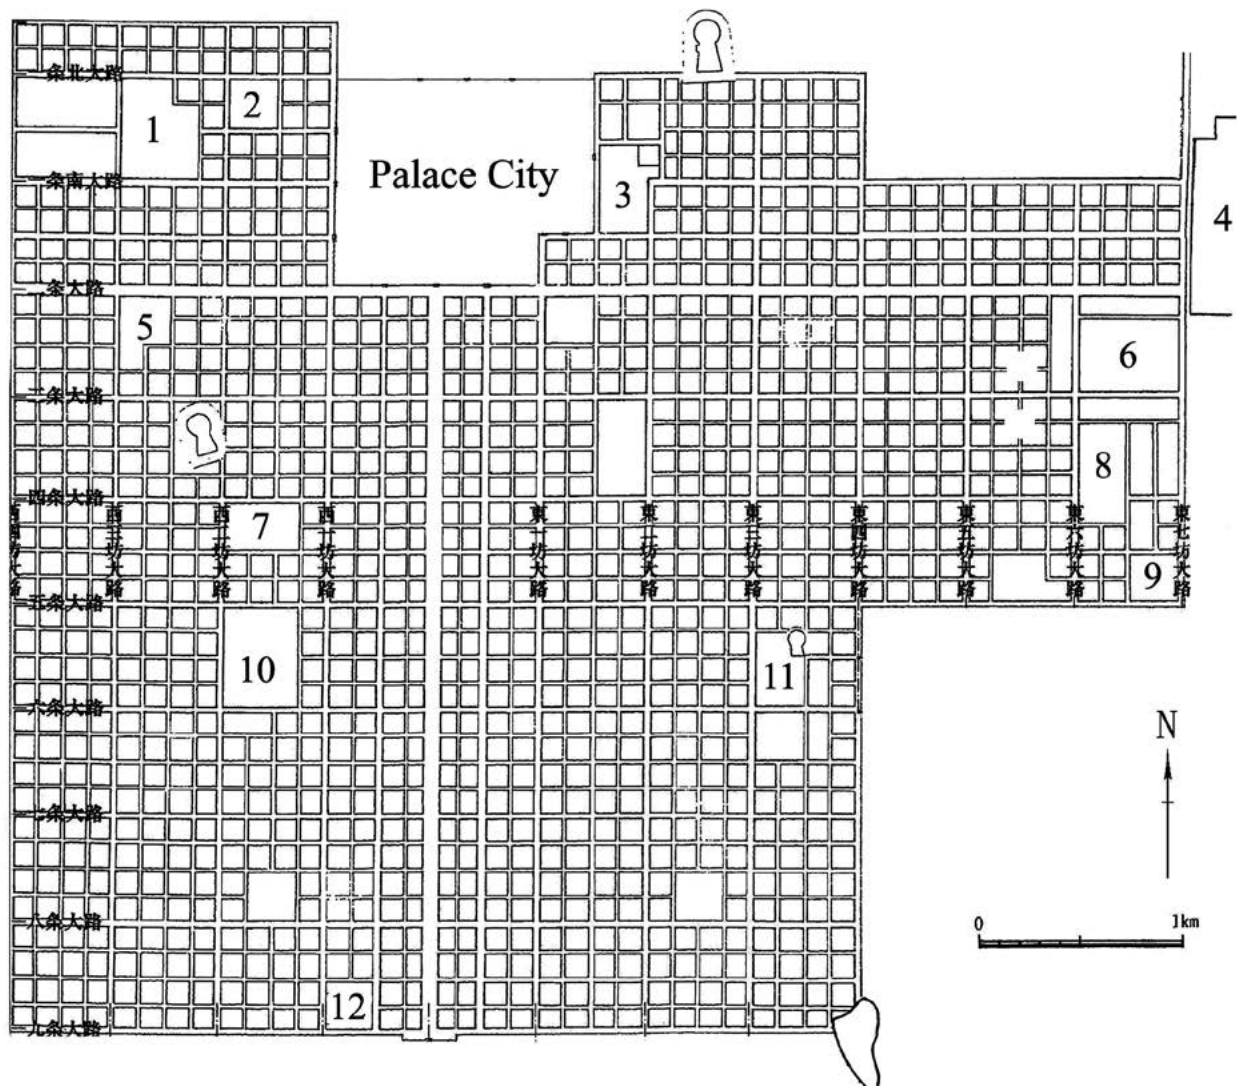 一条北大路
2
1
Palace City
一条南大路
3
4
二条大路
5
6
三条大路
8
四条大路
7
西四坊大路
西三坊大路
西二坊大路
西一坊大路
東一坊大路
東二坊大路
東三坊大路
東四坊大路
東五坊大路
東六坊大路
東七坊大路
9
五条大路
10
11
六条大路
N
七条大路
八条大路
0
1km
12
九条大路